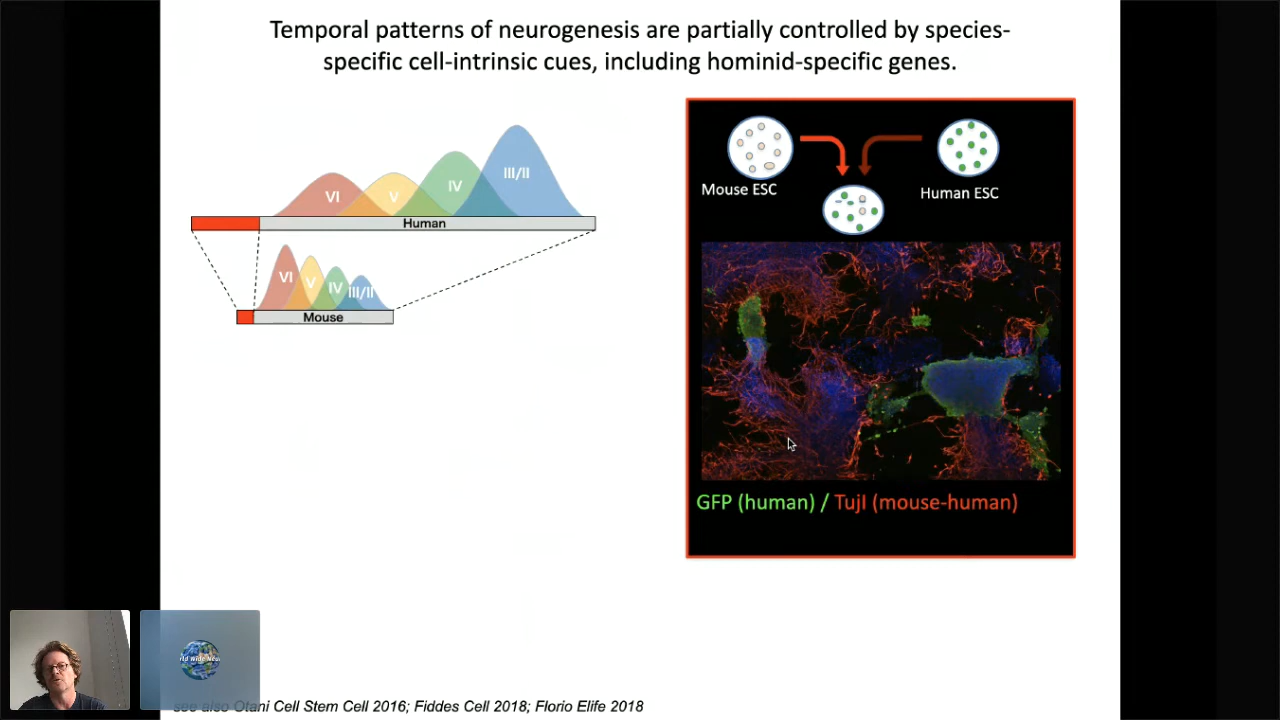 Temporal patterns of neurogenesis are partially controlled by species-
specific cell-intrinsic cues, including hominid-specific genes.
VI
V
IV
III/II
Human
VI
V
IV
III/II
Mouse
Mouse ESC
Human ESC
GFP (human) / TujI (mouse-human)
see also Otani Cell Stem Cell 2016; Fiddes Cell 2018; Florio Elife 2018